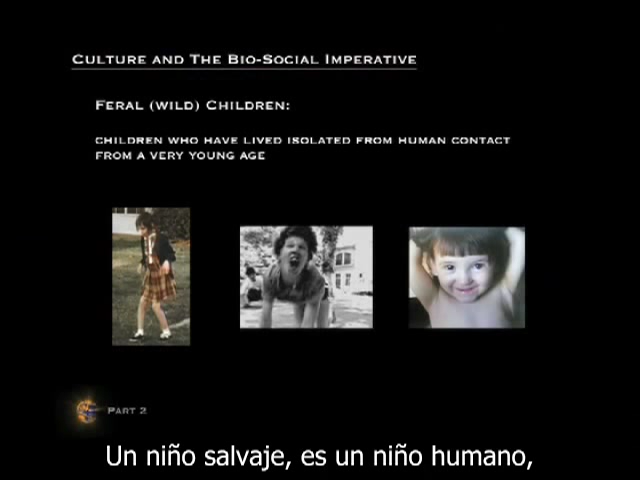 CULTURE AND THE BIO-SOCIAL IMPERATIVE
FERAL (WILD) CHILDREN:
CHILDREN WHO HAVE LIVED ISOLATED FROM HUMAN CONTACT
FROM A VERY YOUNG AGE
PART 2
Un niño salvaje, es un niño humano,